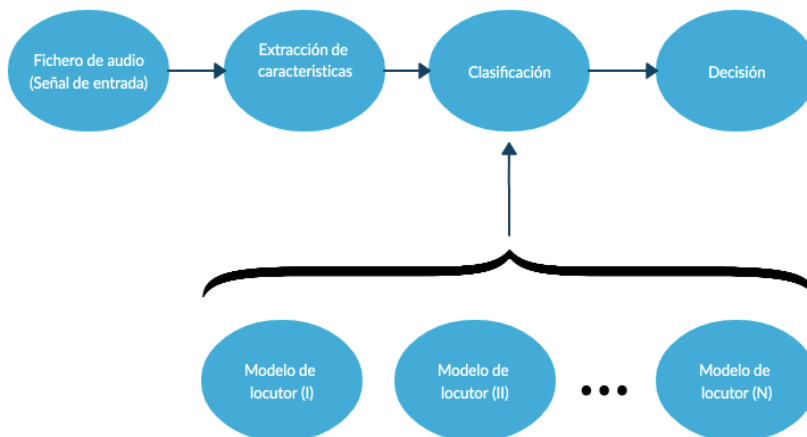 Fichero de audio
(Señal de entrada)
Extracción de
caracteristicas
Clasificación
Decisión
Modelo de
locutor (I)
Modelo de
locutor (II)
Modelo de
locutor (N)